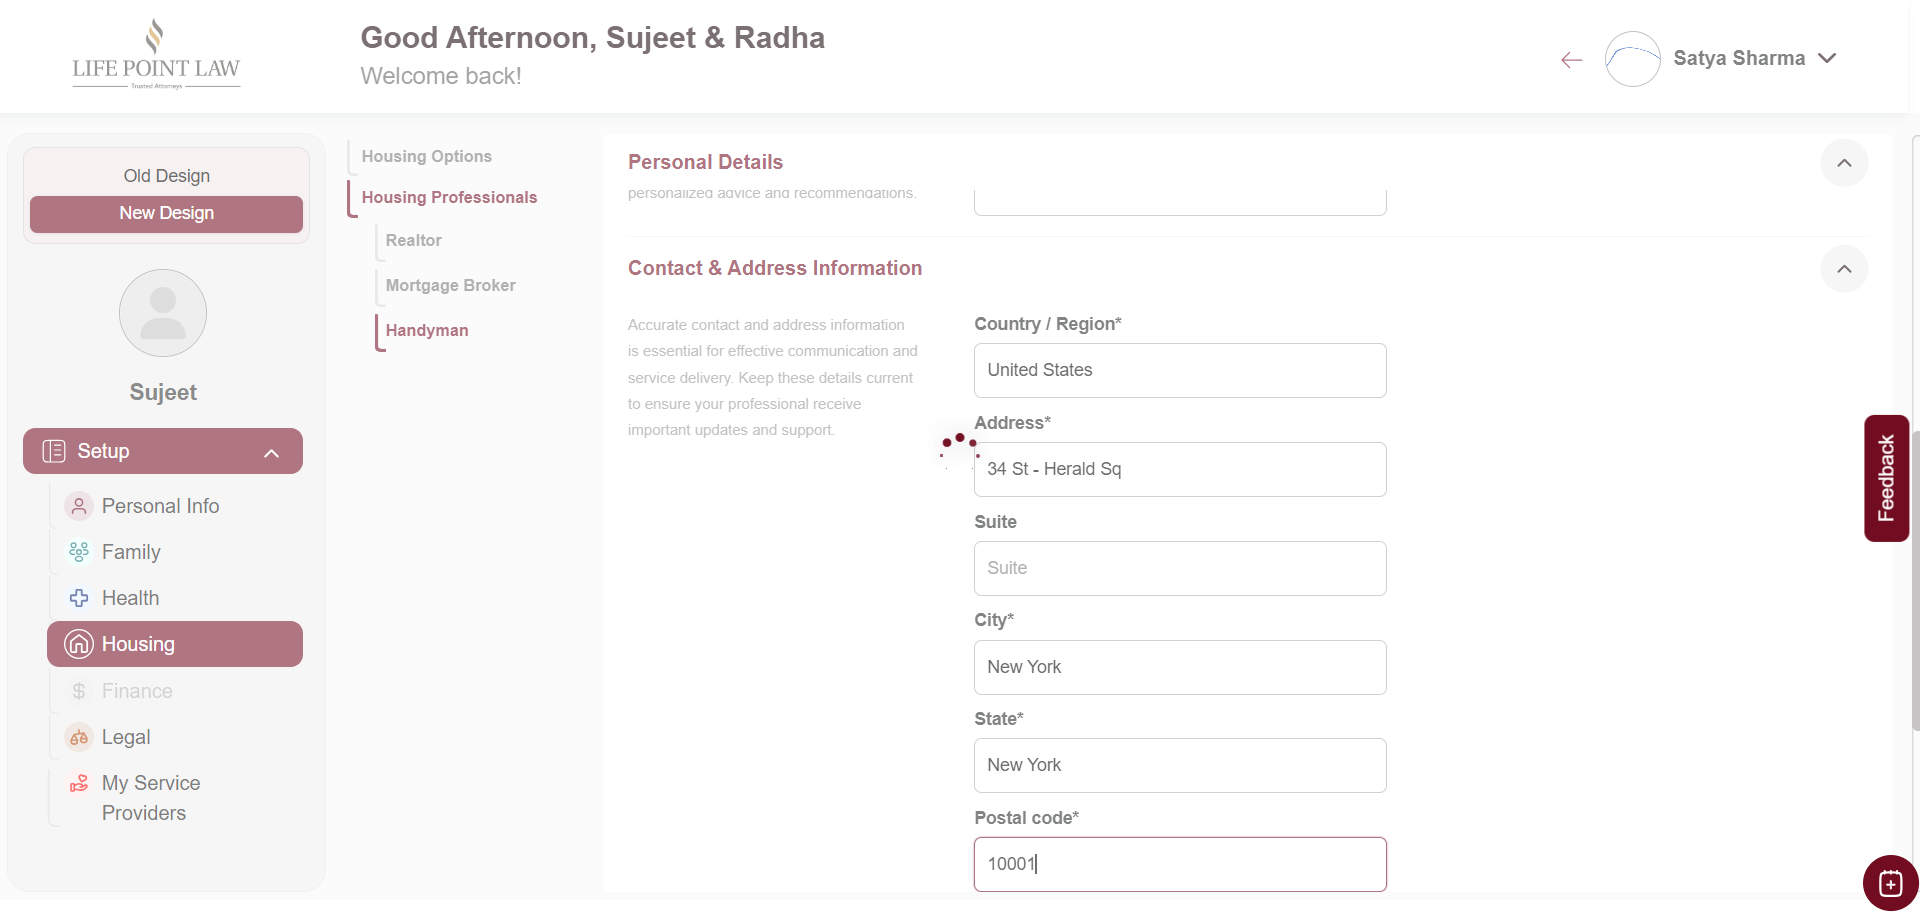 LIFE POINT LAW
Trusted Attorneys
Good Afternoon, Sujeet & Radha
Welcome back!
Satya Sharma
Old Design
New Design
Sujeet
Setup
Personal Info
Family
Health
Housing
Finance
Legal
My Service
Providers
Housing Options
Housing Professionals
Realtor
Mortgage Broker
Handyman
Personal Details
personalized advice and recommendations.
Contact & Address Information
Accurate contact and address information
is essential for effective communication and
service delivery. Keep these details current
to ensure your professional receive
important updates and support.
Country / Region*
United States
Address*
34 St - Herald Sq
Suite
Suite
City*
New York
State*
New York
Postal code*
10001
Feedback